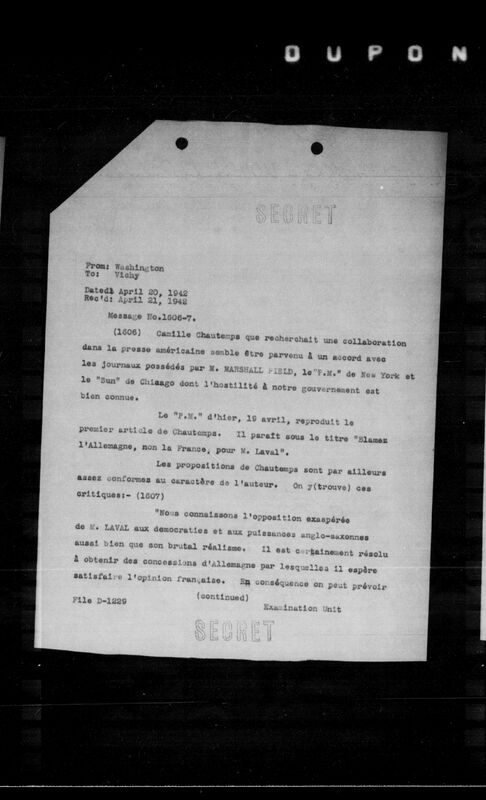 DUPON
SECRET
From: Washington
To: Vichy
Dated: April 20, 1942
Rec'd: April 21, 1942
Message No.1606-7.
(1606) Camille Chautemps que recherchait une collaboration
dans la presse américaine semble être parvenu à un accord avec
les journaux possédés par M. MARSHALL FIELD, le"P.M." de New York et
le "Sun" de Chicago dont l'hostilité à notre gouvernement est
bien connue.
Le "P.M." d'hier, 19 avril, reproduit le
premier article de Chautemps. Il paraît sous le titre "Blamez
l'Allemagne, non la France, pour M. Laval".
Les propositions de Chautemps sont par ailleurs
assez conformes au caractère de l'auteur. On y(trouve) ces
critiques:- (1607)
"Nous connaissons l'opposition exaspérée
de M. LAVAL aux democraties et aux puissances anglo-saxonnes
aussi bien que son brutal réalisme. Il est certainement résolu
à obtenir des concessions d'Allemagne par lesquelles il espère
satisfaire l'opinion française. En conséquence on peut prévoir
(continued)
File D-1229
Examination Unit
SECRET